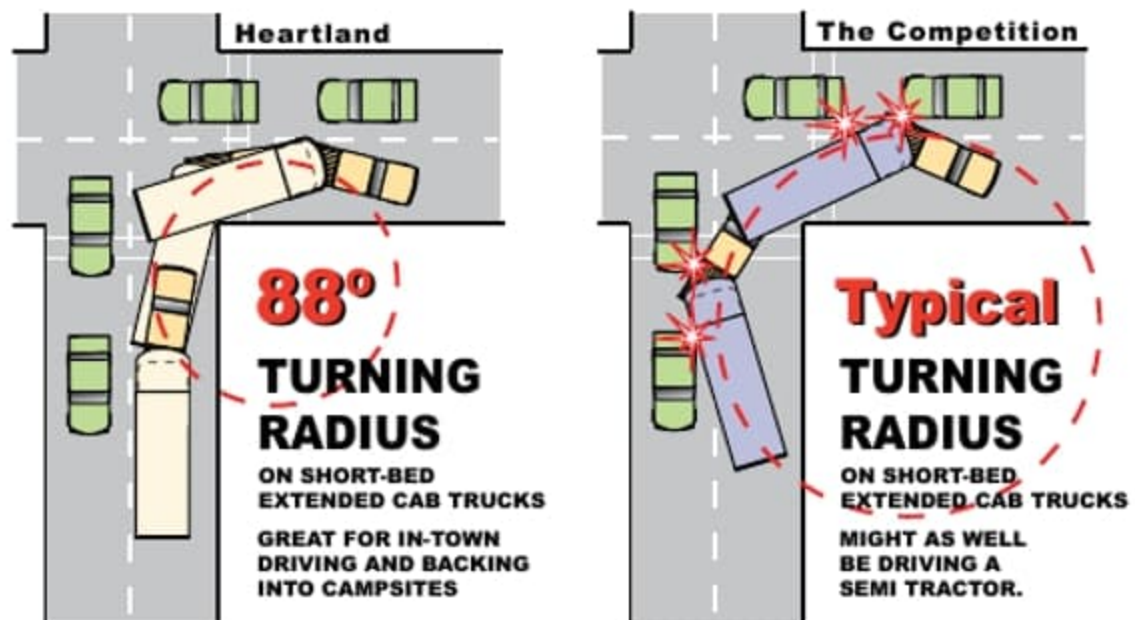 Heartland
88º
TURNING
RADIUS
ON SHORT-BED
EXTENDED CAB TRUCKS
GREAT FOR IN-TOWN
DRIVING AND BACKING
INTO CAMPSITES
The Competition
Typical
TURNING
RADIUS
ON SHORT-BED
EXTENDED CAB TRUCKS
MIGHT AS WELL
BE DRIVING A
SEMI TRACTOR.